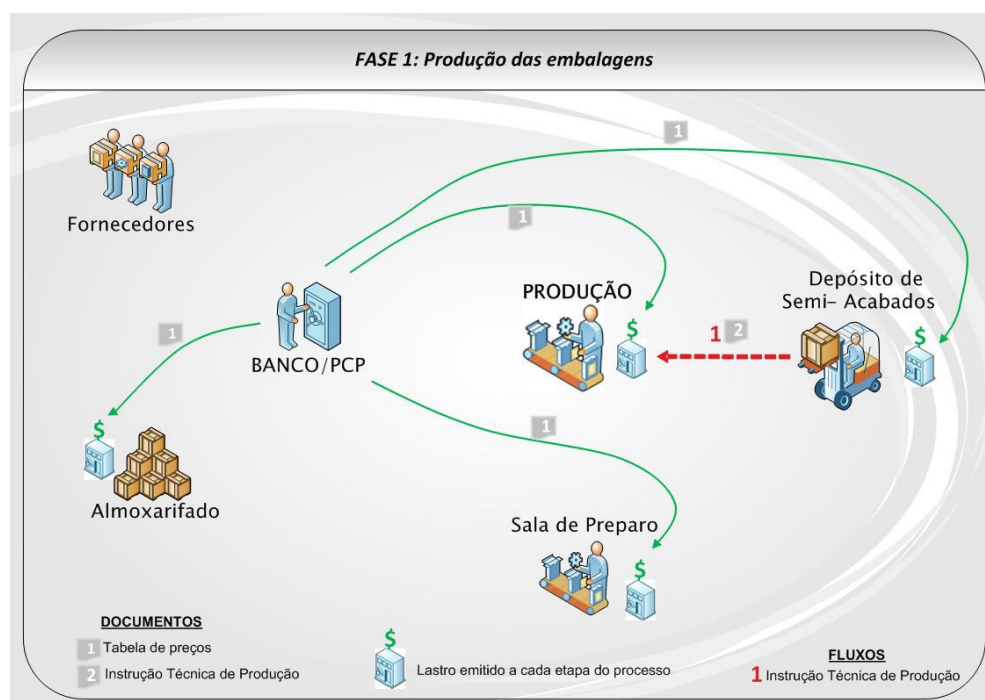 FASE 1: Produção das embalagens
1
Fornecedores
1
Depósito de
Semi- Acabados
PRODUÇÃO
$
$
1 2
1
BANCO/PCP
$
1
Almoxarifado
Sala de Preparo
$
DOCUMENTOS
1 Tabela de preços
2 Instrução Técnica de Produção
$
Lastro emitido a cada etapa do processo
FLUXOS
1 Instrução Técnica de Produção